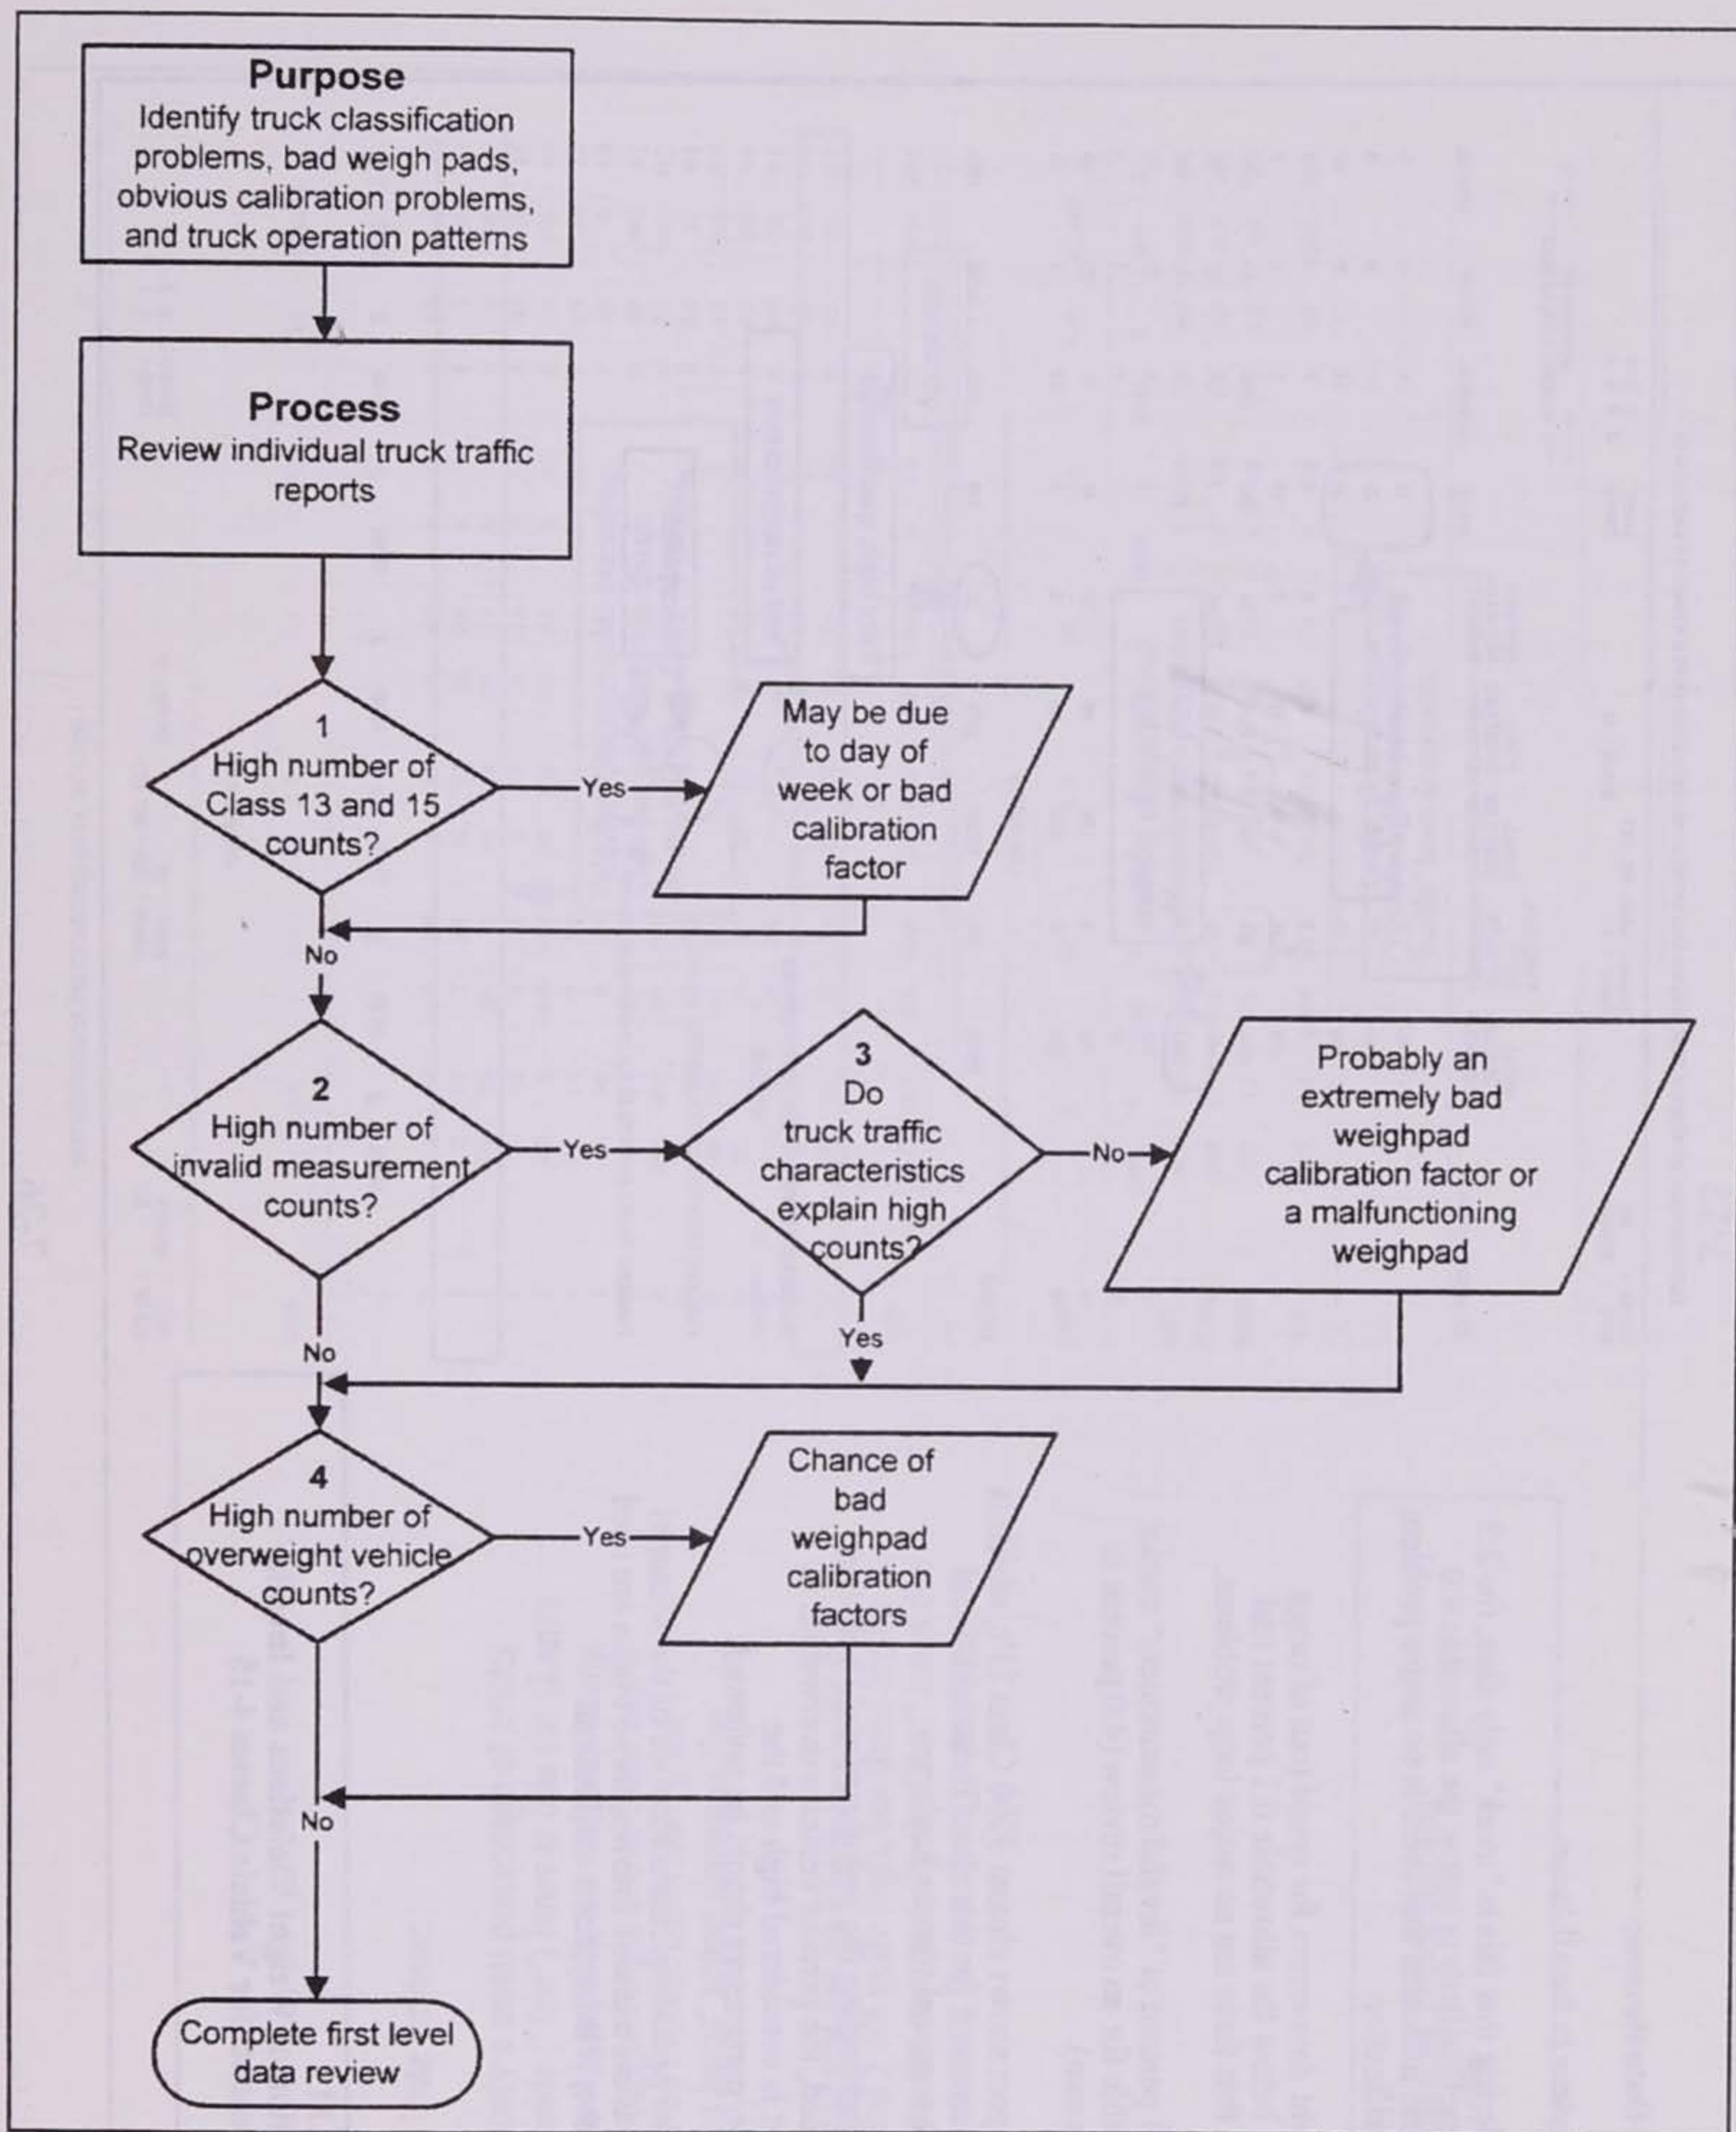 Purpose
Identify truck classification
problems, bad weigh pads,
obvious calibration problems,
and truck operation patterns
Process
Review individual truck traffic
reports
1
High number of
Class 13 and 15
counts?
Yes
May be due
to day of
week or bad
calibration
factor
No
2
High number of
invalid measurement
counts?
Yes
3
Do
truck traffic
characteristics
explain high
counts?
No
Probably an
extremely bad
weighpad
calibration factor or
a malfunctioning
weighpad
Yes
No
4
High number of
overweight vehicle
counts?
Yes
Chance of
bad
weighpad
calibration
factors
No
Complete first level
data review